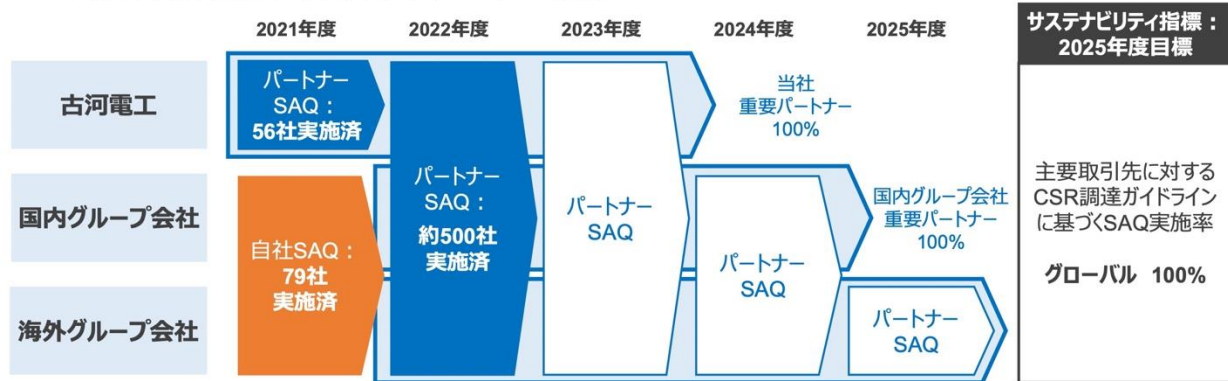 2021年度
2022年度
2023年度
2024年度
2025年度
サステナビリティ指標：
2025年度目標
古河電工
パートナー
SAQ：
56社実施済
当社
重要パートナー
100%
国内グループ会社
自社SAQ：
79社
実施済
パートナー
SAQ：
約500社
実施済
パートナー
SAQ
パートナー
SAQ
国内グループ会社
重要パートナー
100%
海外グループ会社
パートナー
SAQ
主要取引先に対する
CSR調達ガイドライン
に基づくSAQ実施率
グローバル 100%